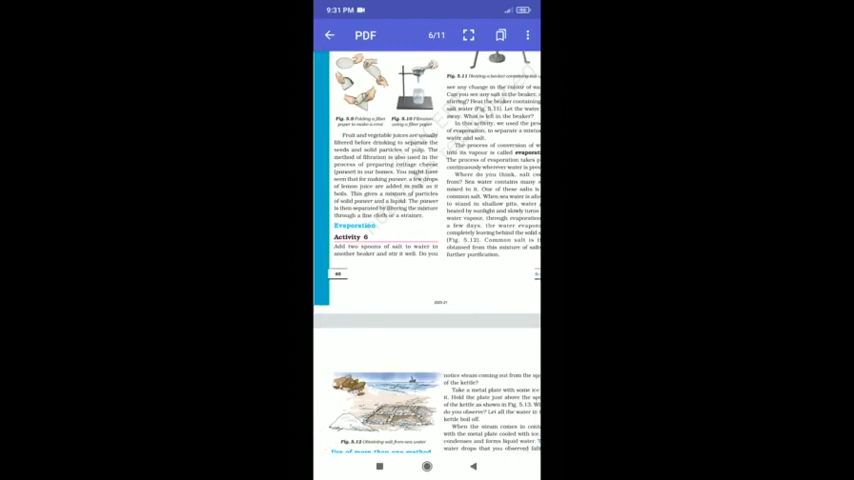 9:31 PM
PDF
6/11
Fig. 5.9 Folding a filter
paper to make a cone
Fig. 5.10 Filtration
using a filter paper
Fruit and vegetable juices are usually
filtered before drinking to separate the
seeds and solid particles of pulp. The
method of filtration is also used in the
process of preparing cottage cheese
(paneer) in our homes. You might have
seen that for making paneer, a few drops
of lemon juice are added to milk as it
boils. This gives a mixture of particles
of solid paneer and a liquid. The paneer
is then separated by filtering the mixture
through a fine cloth or a strainer.
Evaporation
Activity 6
Add two spoons of salt to water in
another beaker and stir it well. Do you
60
Fig. 5.11 Heating a beaker containing
see any change in the colour of
Can you see any salt in the beaker,
stirring? Heat the beaker containing
salt water (Fig. 5.11). Let the water
away. What is left in the beaker?
In this activity, we used the
of evaporation, to separate a
water and salt.
The process of conversion of
into its vapour is called
The process of evaporation takes
continuously wherever water is
Where do you think, salt
from? Sea water contains many
mixed in it. One of these salts is
common salt. When sea water is
to stand in shallow pits, water
heated by sunlight and slowly turns
water vapour, through
a few days, the water
completely leaving behind the solid
(Fig. 5.12). Common salt is
obtained from this mixture of
further purification.
2020-21
Fig. 5.12 Obtaining salt from sea water
Use of more than one method
notice steam coming out from the
of the kettle?
Take a metal plate with some ice
it. Hold the plate just above the
of the kettle as shown in Fig. 5.13.
do you observe? Let all the water in
kettle boil off.
When the steam comes in
with the metal plate cooled with ice,
condenses and forms liquid water.
water drops that you observed